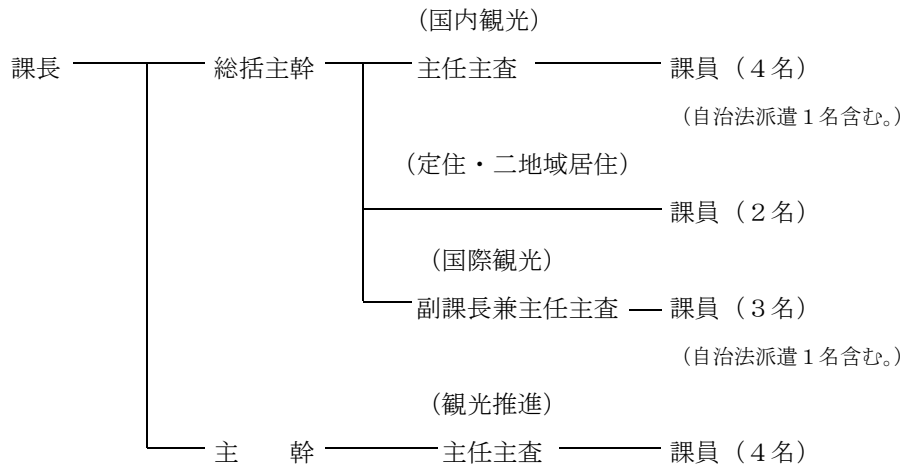 (国内観光)
課長 総括主幹 主任主査 課員(4名)
(自治法派遣1名含む。)
(定住・二地域居住)
課員(2名)
(国際観光)
副課長兼主任主査 課員(3名)
(自治法派遣1名含む。)
(観光推進)
主 幹 主任主査 課員(4名)